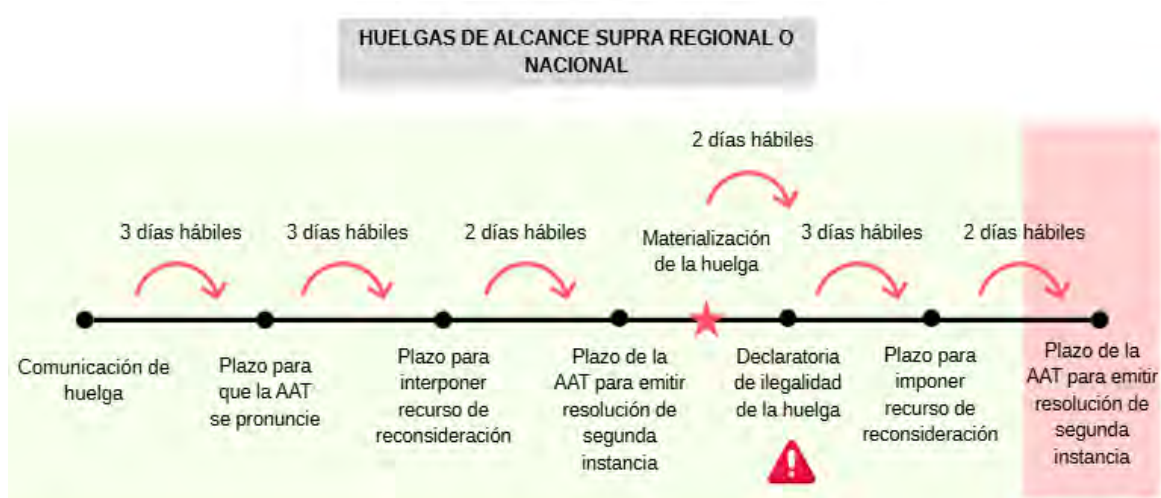 HUELGAS DE ALCANCE SUPRA REGIONAL O
NACIONAL
2 días hábiles
3 días hábiles
3 días hábiles
2 días hábiles
Materialización
de la huelga
3 días hábiles
2 días hábiles
Comunicación de
huelga
Plazo para
que la AAT
se pronuncie
Plazo para
interponer
recurso de
reconsideración
Plazo de la
AAT para emitir
resolución de
segunda
instancia
Declaratoria
de ilegalidad
de la huelga
Plazo para
imponer
recurso de
reconsideración
Plazo de la
AAT para emitir
resolución de
segunda
instancia